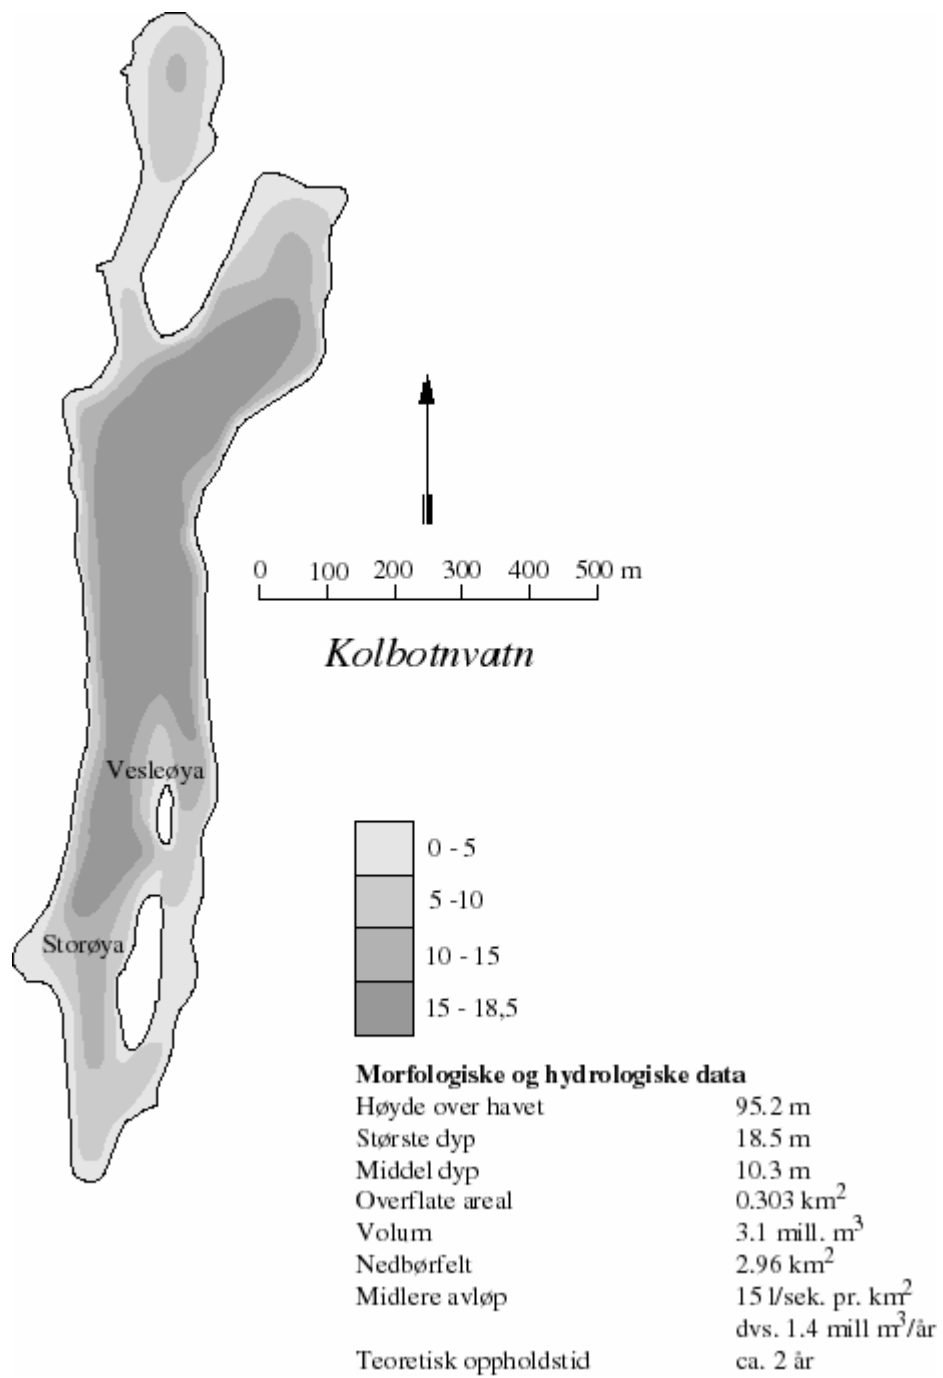 0 100 200 300 400 500 m
Kolbotnvatn
Vesleøya
Storøya
0 - 5
5 -10
10 - 15
15 - 18,5
Morfologiske og hydrologiske data
Høyde over havet 95.2 m
Største dyp 18.5 m
Middel dyp 10.3 m
Overflate areal 0.303 km²
Volum 3.1 mill. m³
Nedbørfelt 2.96 km²
Midlere avløp 15 l/sek. pr. km²
dvs. 1.4 mill m³/år
Teoretisk oppholdstid ca. 2 år